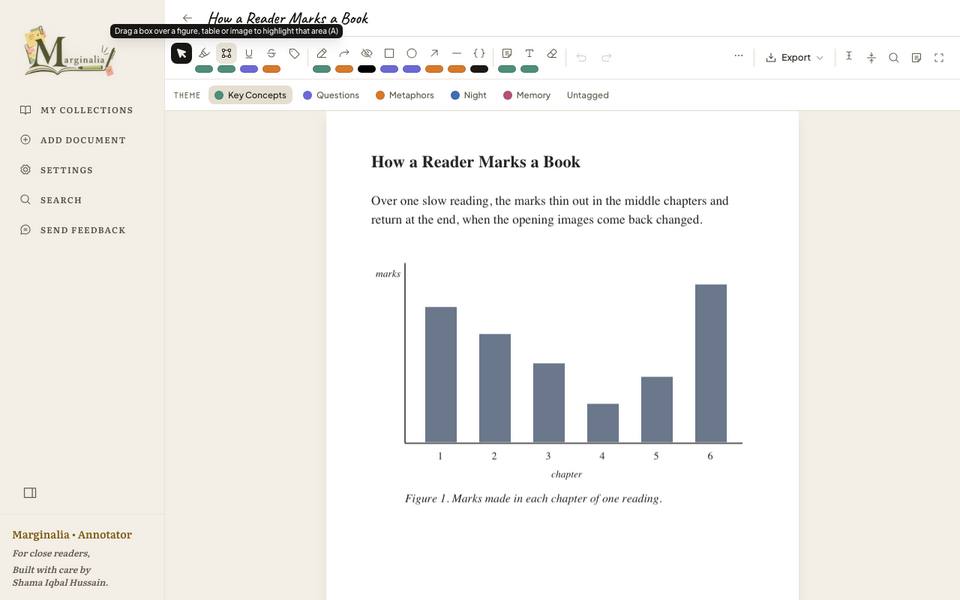 Marginalia
MY COLLECTIONS
ADD DOCUMENT
SETTINGS
SEARCH
SEND FEEDBACK
Marginalia • Annotator
For close readers,
Built with care by
Shama Iqbal Hussain.
How a Reader Marks a Book
Drag a box over a figure, table or image to highlight that area (A)
Export
THEME
Key Concepts
Questions
Metaphors
Night
Memory
Untagged
How a Reader Marks a Book
Over one slow reading, the marks thin out in the middle chapters and
return at the end, when the opening images come back changed.
marks
1 2 3 4 5 6
chapter
Figure 1. Marks made in each chapter of one reading.